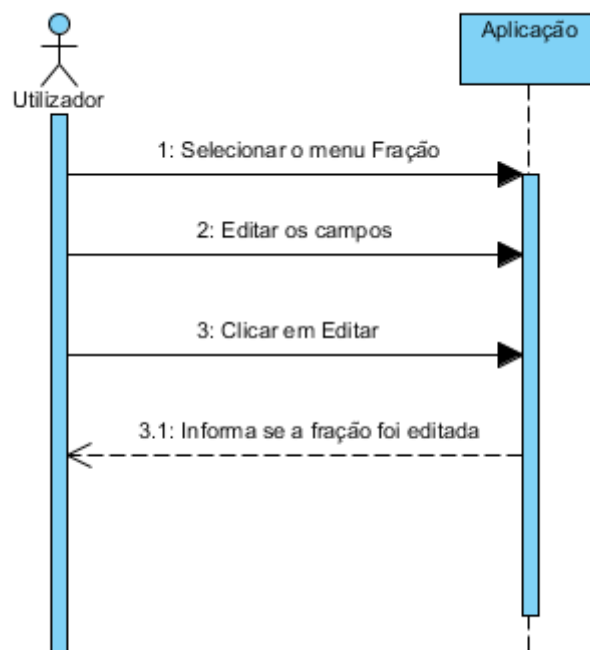 Aplicação
Utilizador
1: Selecionar o menu Fração
2: Editar os campos
3: Clicar em Editar
3.1: Informa se a fração foi editada